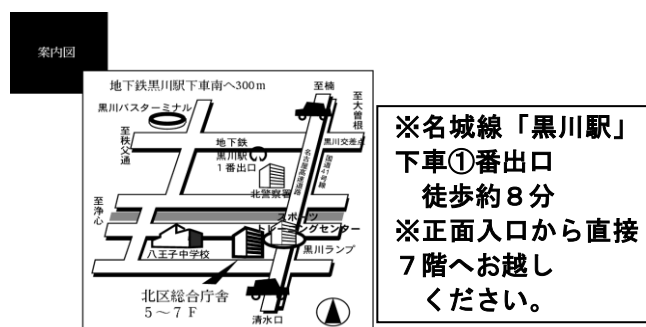 案内図
地下鉄黒川駅下車南へ300m
黒川バスターミナル
至楠
至大曽根
至秩父通
地下鉄
黒川駅
1番出口
黒川交差点
名古屋高速道路
国道41号線
北警察署
至浄心
スポーツ
トレーニングセンター
八王子中学校
黒川ランプ
北区総合庁舎
5～7F
清水口
※名城線「黒川駅」
下車①番出口
徒歩約８分
※正面入口から直接
７階へお越し
ください。